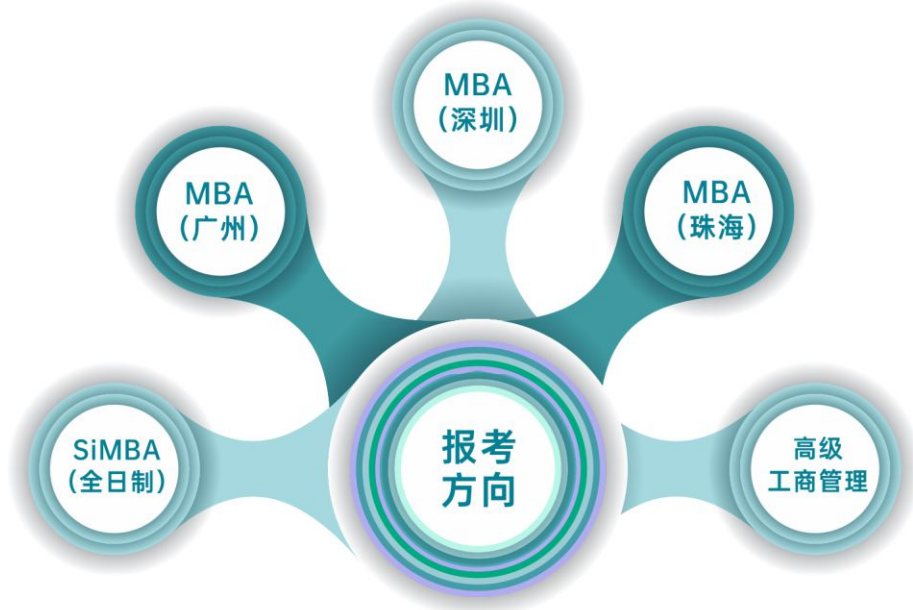 MBA
（深圳）
MBA
（广州）
MBA
（珠海）
SiMBA
（全日制）
报考
方向
高级
工商管理